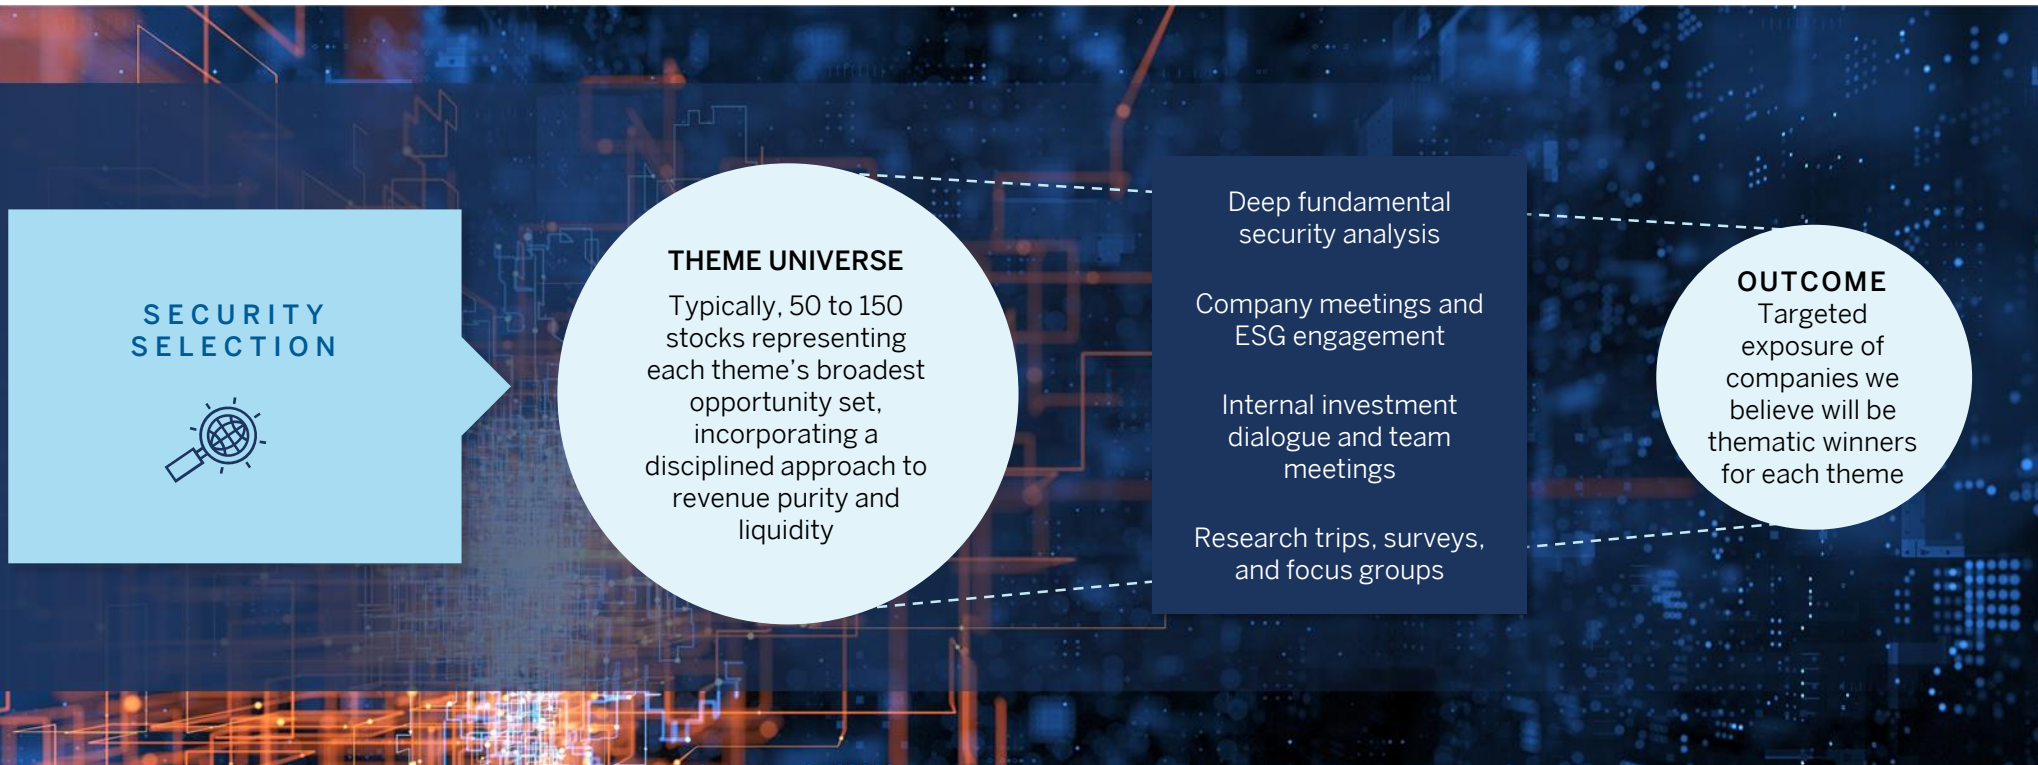 SECURITY
SELECTION
THEME UNIVERSE
Typically, 50 to 150
stocks representing
each theme’s broadest
opportunity set,
incorporating a
disciplined approach to
revenue purity and
liquidity
Deep fundamental
security analysis
Company meetings and
ESG engagement
Internal investment
dialogue and team
meetings
Research trips, surveys,
and focus groups
OUTCOME
Targeted
exposure of
companies we
believe will be
thematic winners
for each theme